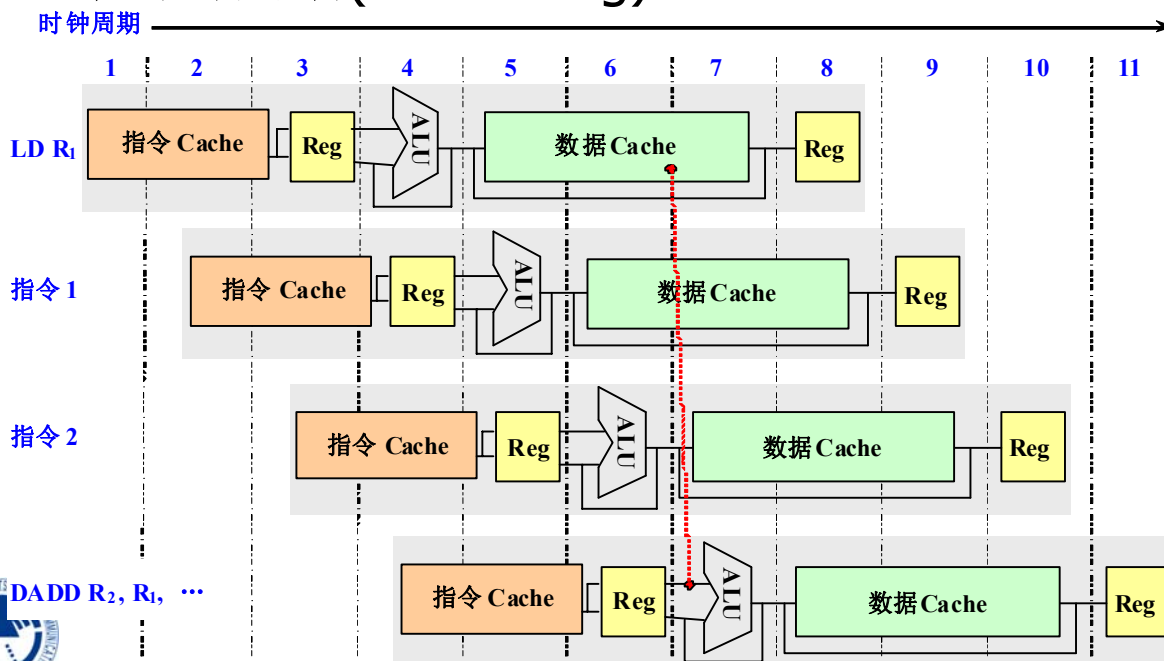 时钟周期
1 2 3 4 5 6 7 8 9 10 11
LD R₁ 指令 Cache Reg ALU 数据Cache Reg
指令 1 指令 Cache Reg ALU 数据Cache Reg
指令 2 指令 Cache Reg ALU 数据Cache Reg
DADD R₂, R₁, … 指令 Cache Reg ALU 数据Cache Reg